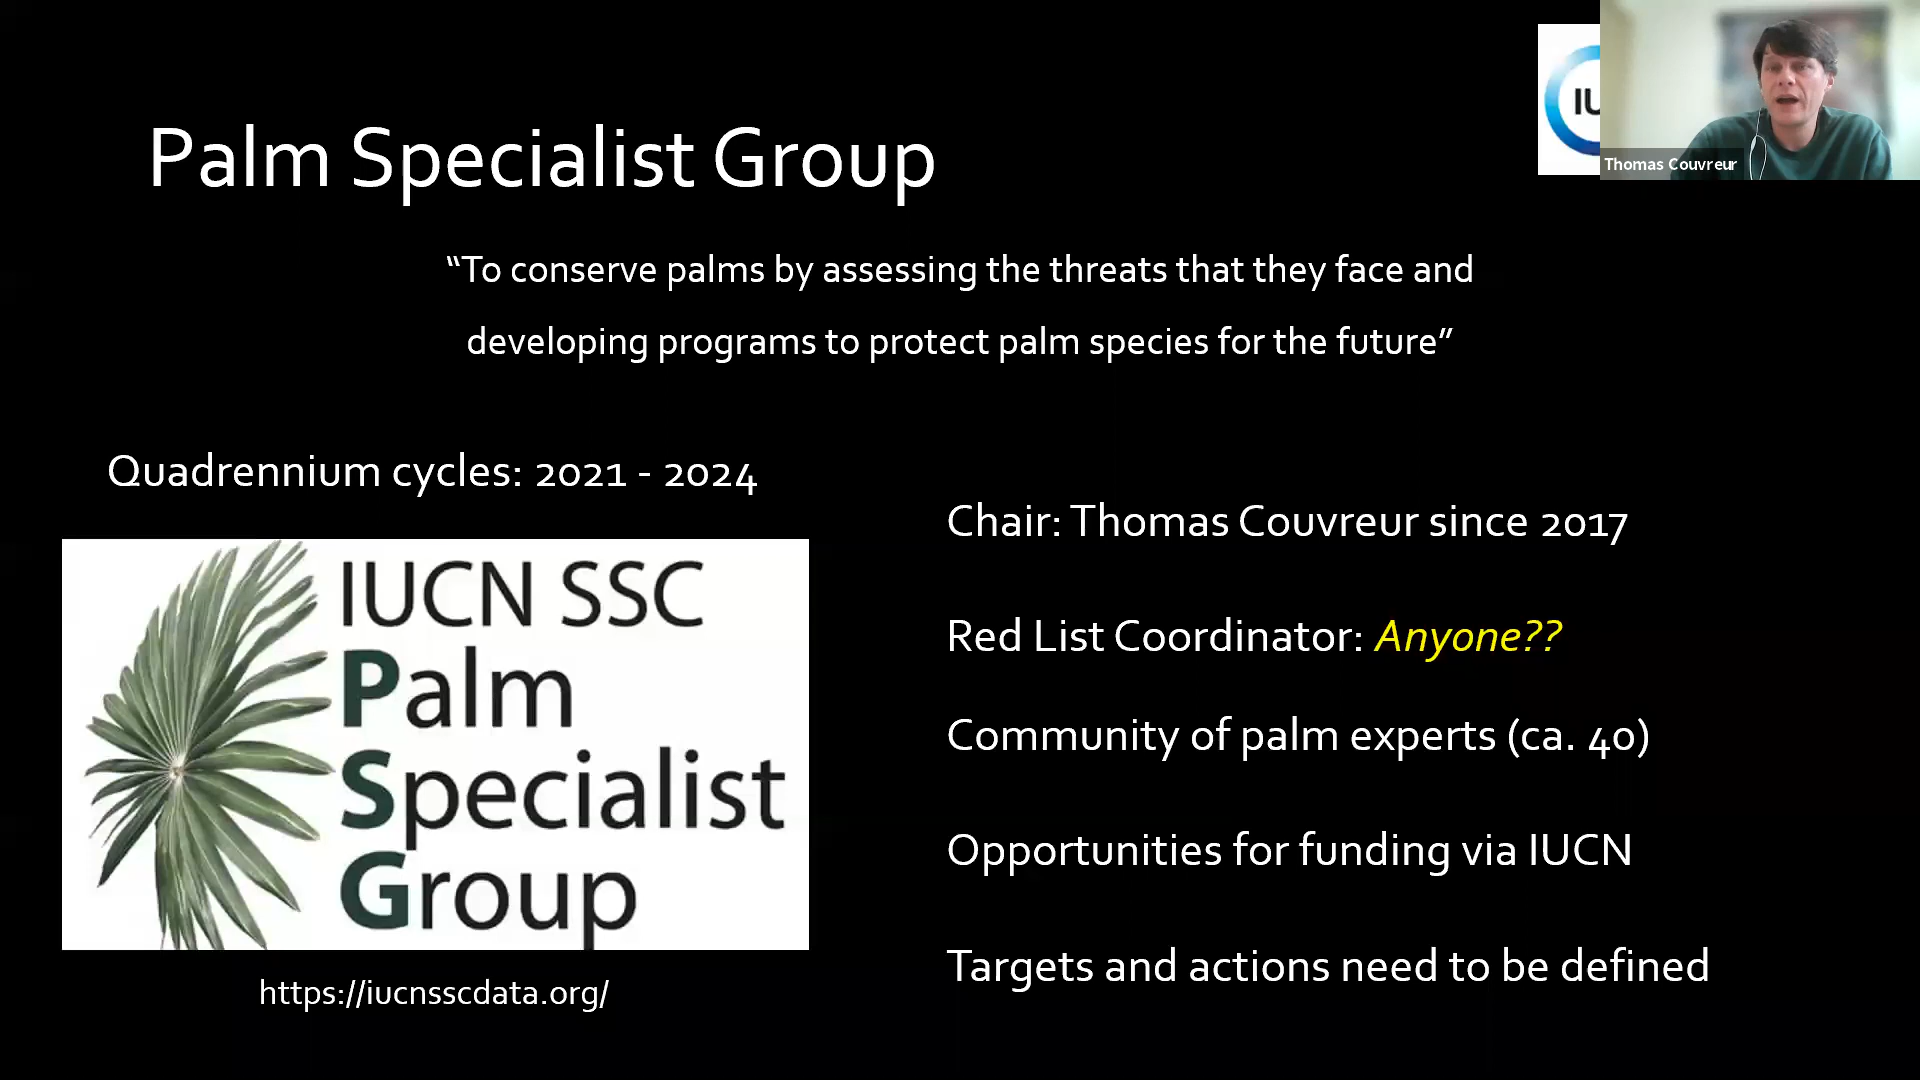 IU
Thomas Couvreur
Palm Specialist Group
“To conserve palms by assessing the threats that they face and
developing programs to protect palm species for the future”
Quadrennium cycles: 2021 - 2024
IUCN SSC
Palm
Specialist
Group
https://iucnsscdata.org/
Chair: Thomas Couvreur since 2017
Red List Coordinator: Anyone??
Community of palm experts (ca. 40)
Opportunities for funding via IUCN
Targets and actions need to be defined